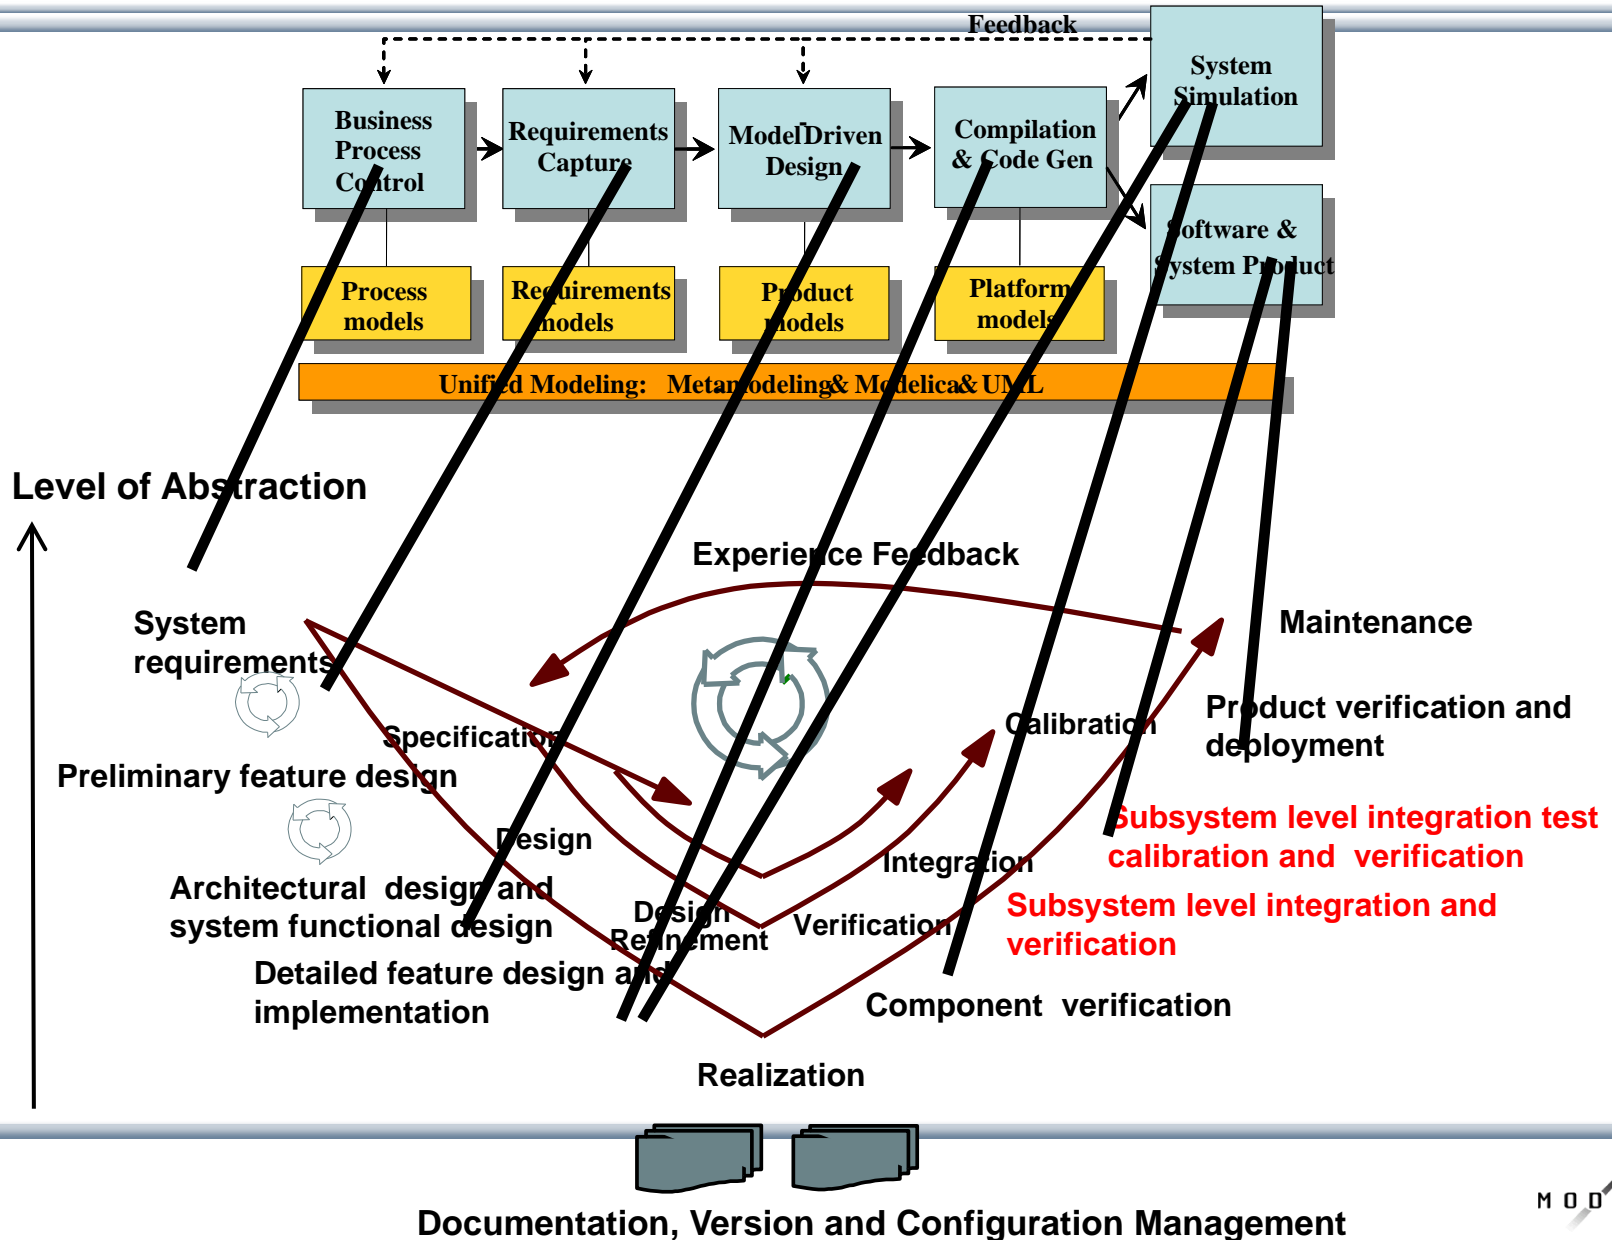 Feedback
System
Simulation
Business
Process
Control
Requirements
Capture
Model-Driven
Design
Compilation
& Code Gen
Software &
System Product
Process
models
Requirements
models
Product
models
Platform
models
Unified Modeling: Metamodeling& Modelica& UML
Level of Abstraction
Experience Feedback
System
requirements
Maintenance
Specification
Calibration
Product verification and
deployment
Preliminary feature design
Design
Integration
Subsystem level integration test
calibration and verification
Architectural design and
system functional design
Design
Refinement
Verification
Subsystem level integration and
verification
Detailed feature design and
implementation
Component verification
Realization
Documentation, Version and Configuration Management
MOD